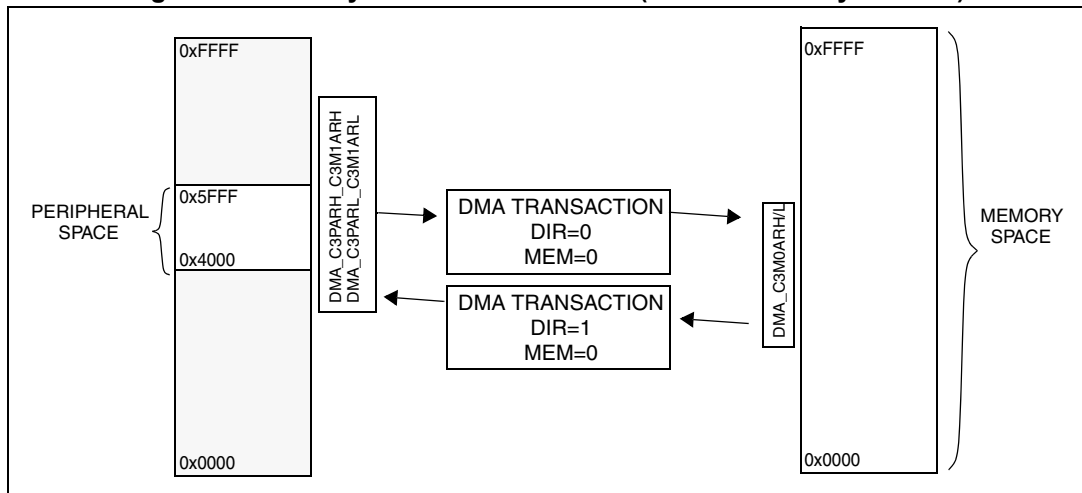 0xFFFF
0x5FFF
PERIPHERAL
SPACE
0x4000
0x0000
DMA_C3PARH_C3M1ARH
DMA_C3PARL_C3M1ARL
DMA TRANSACTION
DIR=0
MEM=0
DMA TRANSACTION
DIR=1
MEM=0
DMA_C3M0ARH/L
0xFFFF
MEMORY
SPACE
0x0000